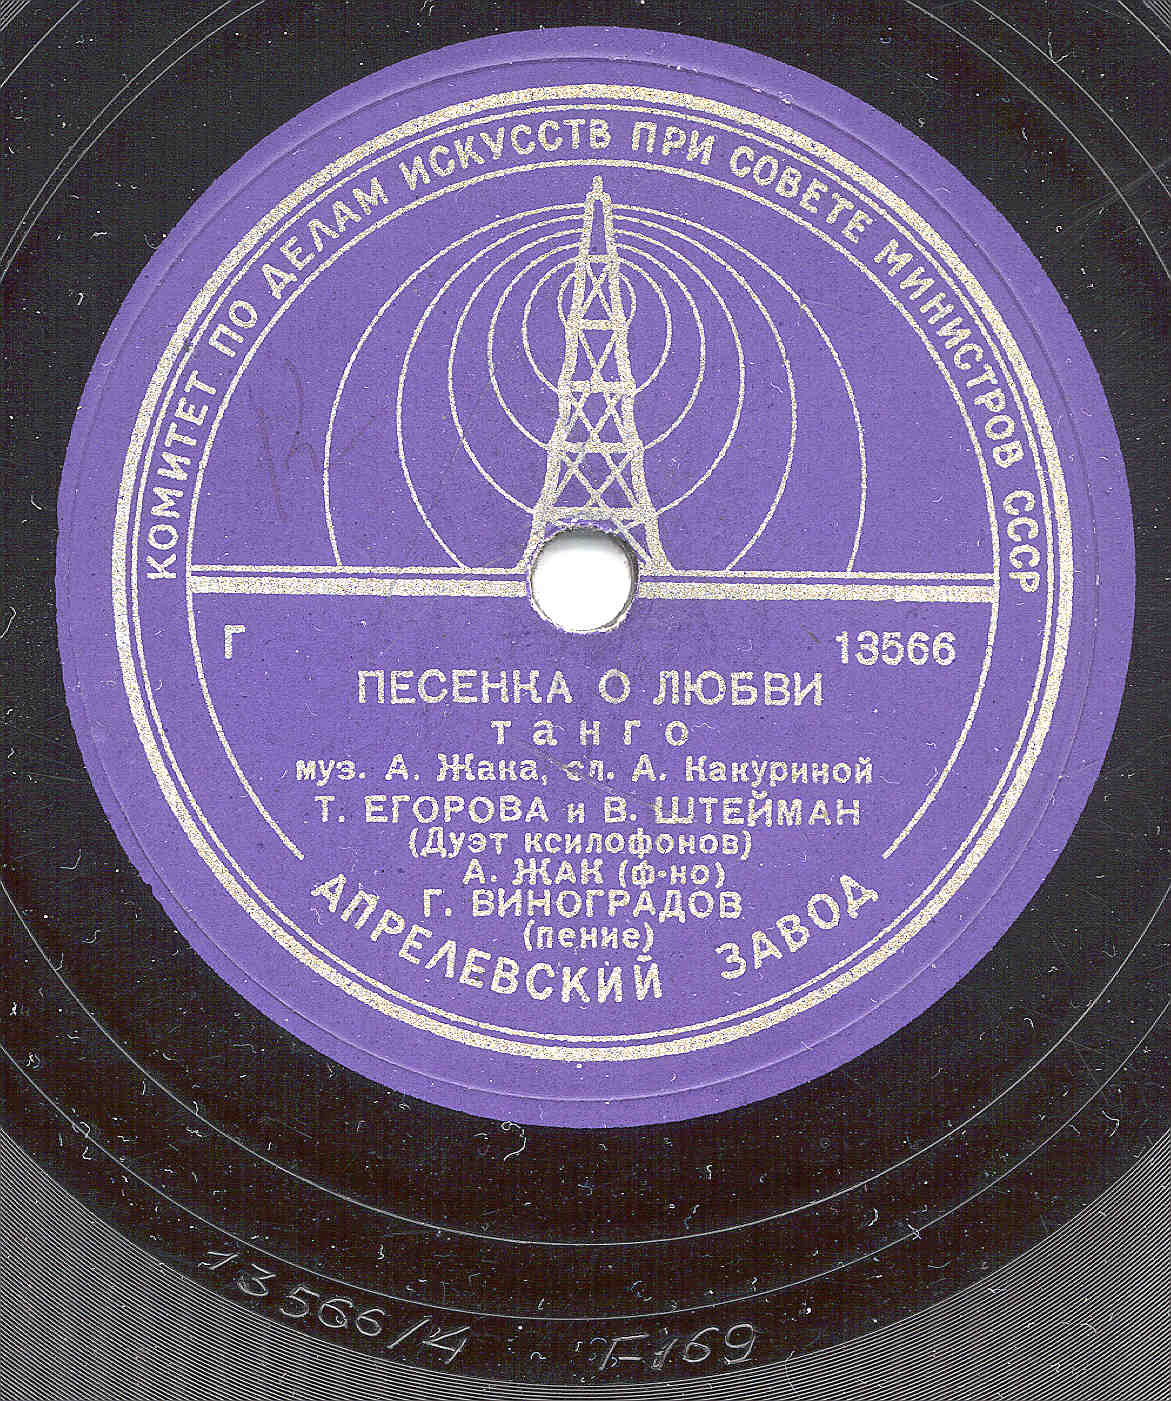 КОМИТЕТ ПО ДЕЛАМ ИСКУССТВ ПРИ СОВЕТЕ МИНИСТРОВ СССР
Г 13566
ПЕСЕНКА О ЛЮБВИ
танго
муз. А. Жака, сл. А. Какуриной
Т. ЕГОРОВА и В. ШТЕЙМАН
(Дуэт ксилофонов)
А. ЖАК (ф-но)
Г. ВИНОГРАДОВ
(пение)
АПРЕЛЕВСКИЙ ЗАВОД
13566/4 Г-169